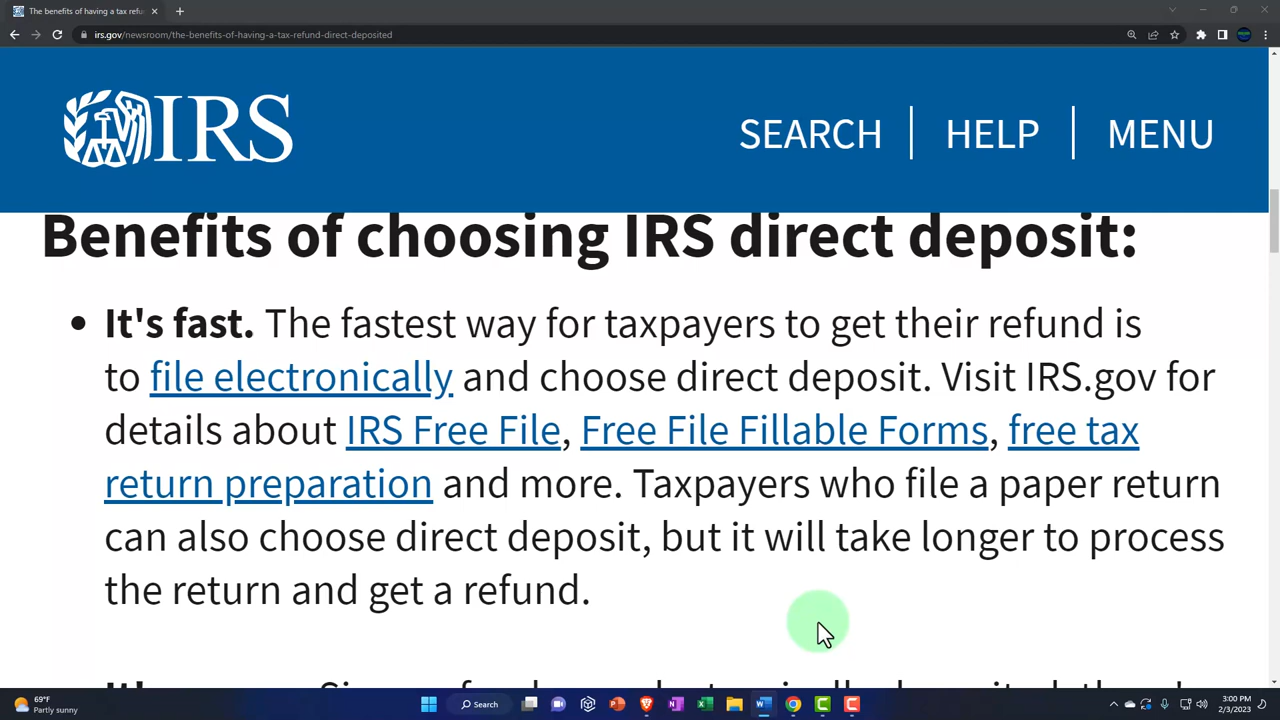 The benefits of having a tax refu
irs.gov/newsroom/the-benefits-of-having-a-tax-refund-direct-deposited
IRS
SEARCH
HELP
MENU
Benefits of choosing IRS direct deposit:
• It's fast. The fastest way for taxpayers to get their refund is
to file electronically and choose direct deposit. Visit IRS.gov for
details about IRS Free File, Free File Fillable Forms, free tax
return preparation and more. Taxpayers who file a paper return
can also choose direct deposit, but it will take longer to process
the return and get a refund.
69°F
Partly sunny
Search
3:00 PM
2/3/2023